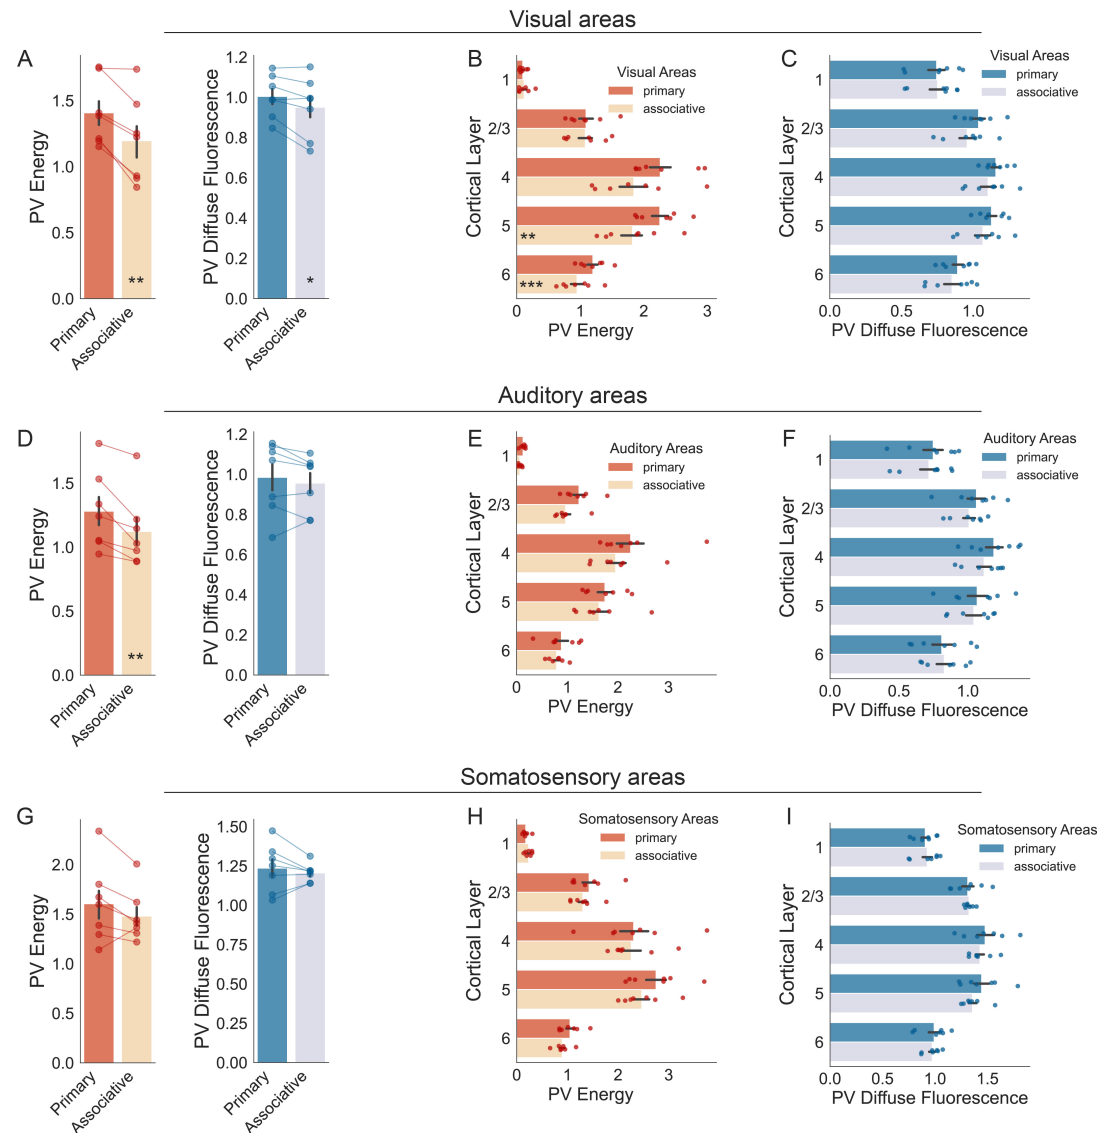 Visual areas
A
PV Energy
1.5
1.0
0.5
0.0
**
Primary
Associative
PV Diffuse Fluorescence
1.2
1.0
0.8
0.6
0.4
0.2
0.0
*
Primary
Associative
B
Cortical Layer
1
2/3
4
5
6
Visual Areas
primary
associative
**
***
0 1 2 3
PV Energy
C
Cortical Layer
1
2/3
4
5
6
Visual Areas
primary
associative
0.0 0.5 1.0
PV Diffuse Fluorescence
Auditory areas
D
PV Energy
1.5
1.0
0.5
0.0
**
Primary
Associative
PV Diffuse Fluorescence
1.2
1.0
0.8
0.6
0.4
0.2
0.0
Primary
Associative
E
Cortical Layer
1
2/3
4
5
6
Auditory Areas
primary
associative
0 1 2 3
PV Energy
F
Cortical Layer
1
2/3
4
5
6
Auditory Areas
primary
associative
0.0 0.5 1.0
PV Diffuse Fluorescence
Somatosensory areas
G
PV Energy
2.0
1.5
1.0
0.5
0.0
Primary
Associative
PV Diffuse Fluorescence
1.50
1.25
1.00
0.75
0.50
0.25
0.00
Primary
Associative
H
Cortical Layer
1
2/3
4
5
6
Somatosensory Areas
primary
associative
0 1 2 3
PV Energy
I
Cortical Layer
1
2/3
4
5
6
Somatosensory Areas
primary
associative
0.0 0.5 1.0 1.5
PV Diffuse Fluorescence